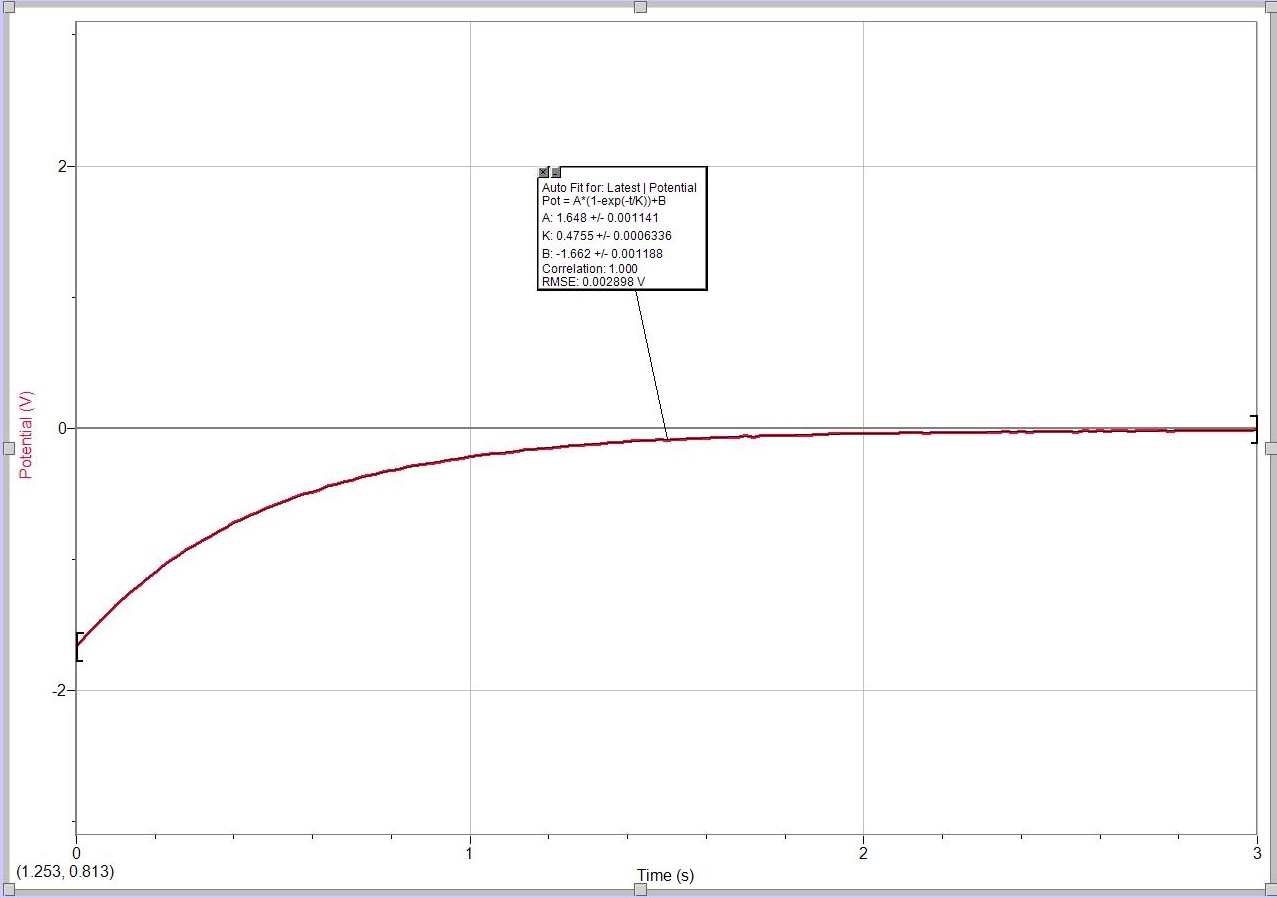 2
Auto Fit for: Latest | Potential
Pot = A*(1-exp(-t/K))+B
A: 1.648 +/- 0.001141
K: 0.4755 +/- 0.0006336
B: -1.662 +/- 0.001188
Correlation: 1.000
RMSE: 0.002898 V
Potential (V)
0
-2
0 1 2 3
(1.253, 0.813)
Time (s)